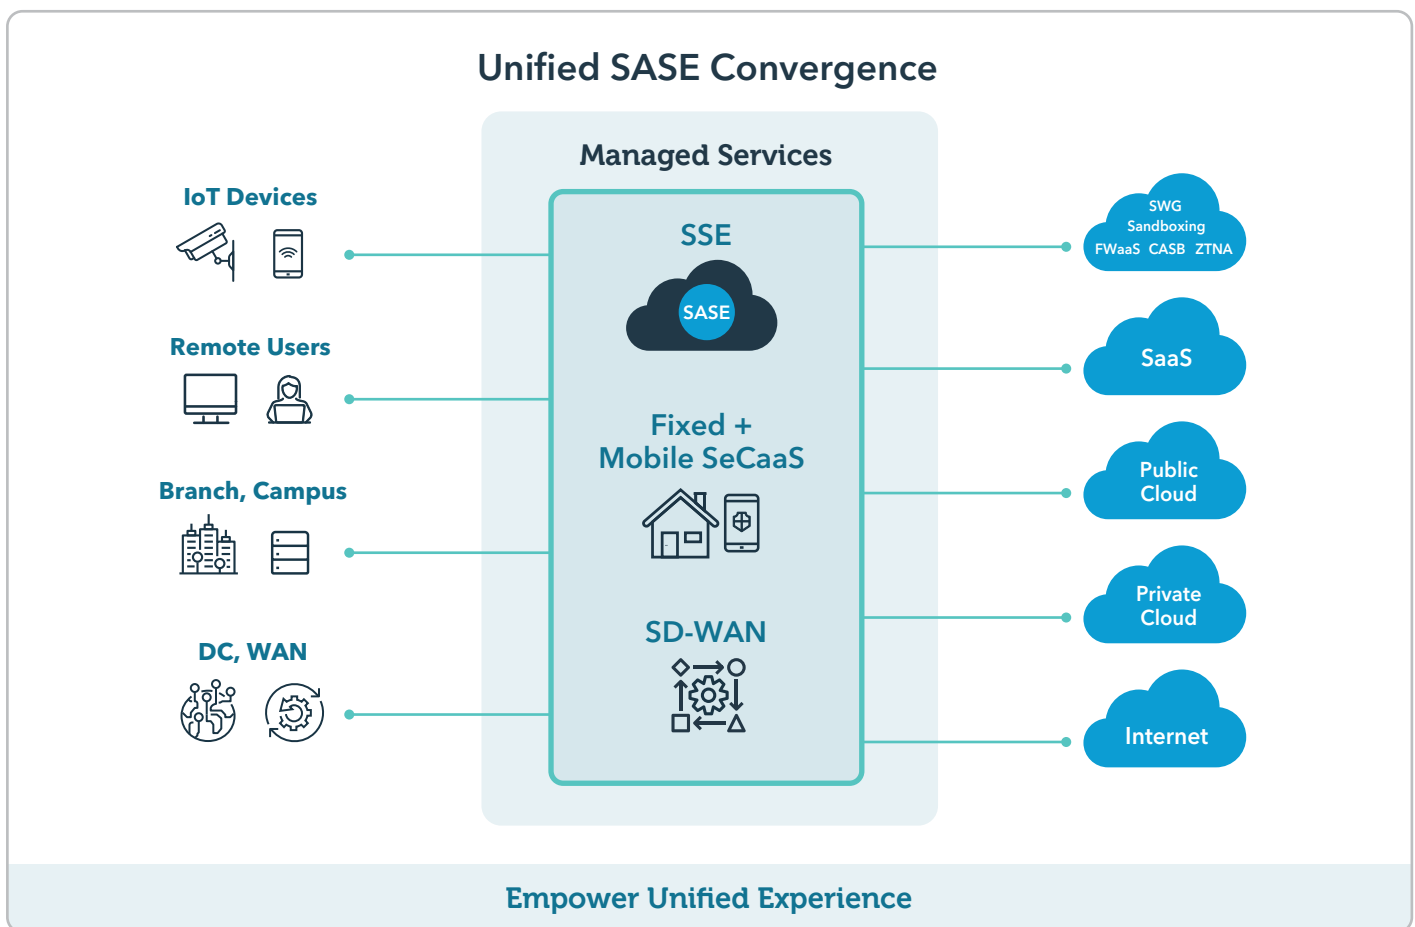 Unified SASE Convergence
Managed Services
IoT Devices
Remote Users
Branch, Campus
DC, WAN
SSE
SASE
Fixed +
Mobile SeCaaS
SD-WAN
SWG
Sandboxing
FWaaS CASB ZTNA
SaaS
Public
Cloud
Private
Cloud
Internet
Empower Unified Experience